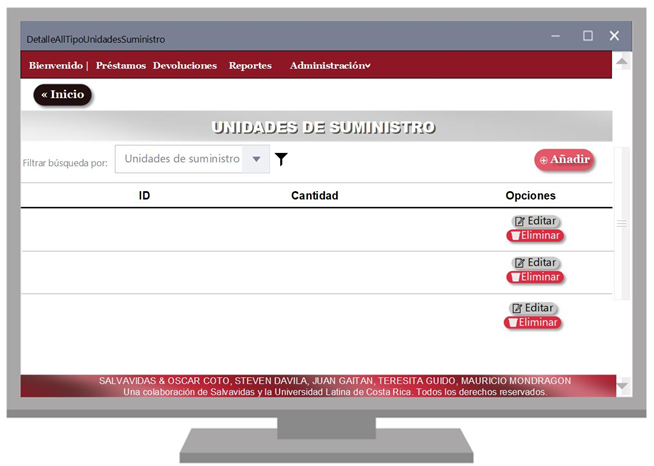 DetalleAllTipoUnidadesSuministro
Bienvenido | Préstamos Devoluciones Reportes Administración
« Inicio
UNIDADES DE SUMINISTRO
Filtrar búsqueda por: Unidades de suministro Añadir
ID Cantidad Opciones
Editar
Eliminar
Editar
Eliminar
Editar
Eliminar
SALVAVIDAS & OSCAR COTO, STEVEN DAVILA, JUAN GAITAN, TERESITA GUIDO, MAURICIO MONDRAGON
Una colaboración de Salvavidas y la Universidad Latina de Costa Rica. Todos los derechos reservados.